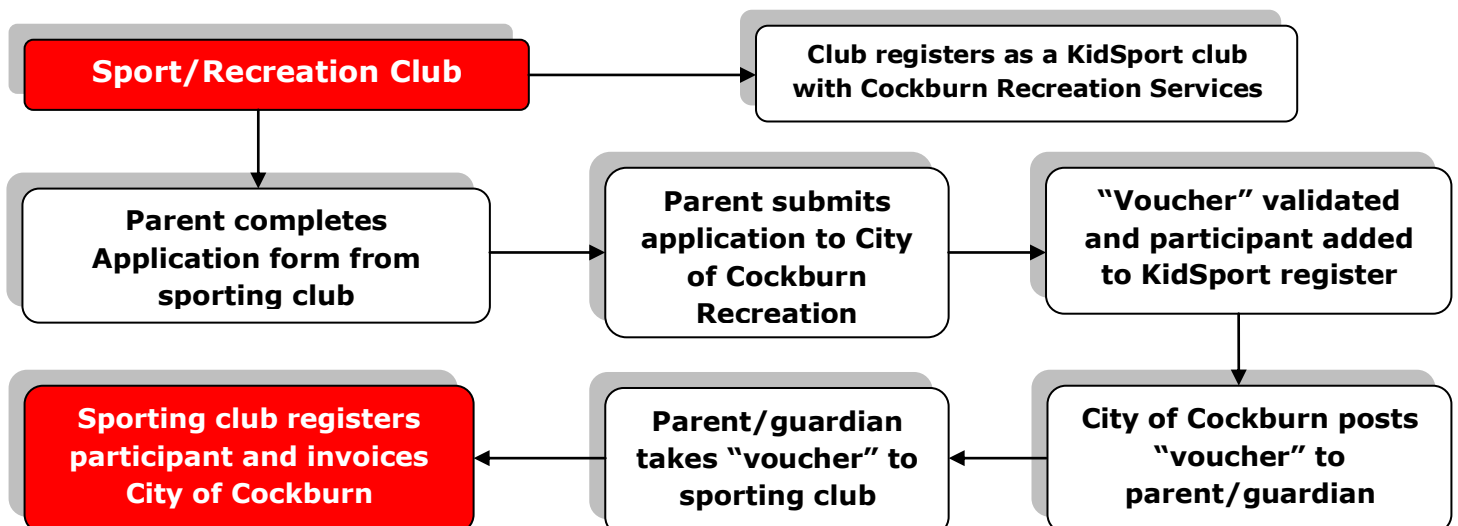 Sport/Recreation Club
Club registers as a KidSport club
with Cockburn Recreation Services
Parent completes
Application form from
sporting club
Parent submits
application to City
of Cockburn
Recreation
“Voucher” validated
and participant added
to KidSport register
City of Cockburn posts
“voucher” to
parent/guardian
Parent/guardian
takes “voucher” to
sporting club
Sporting club registers
participant and invoices
City of Cockburn